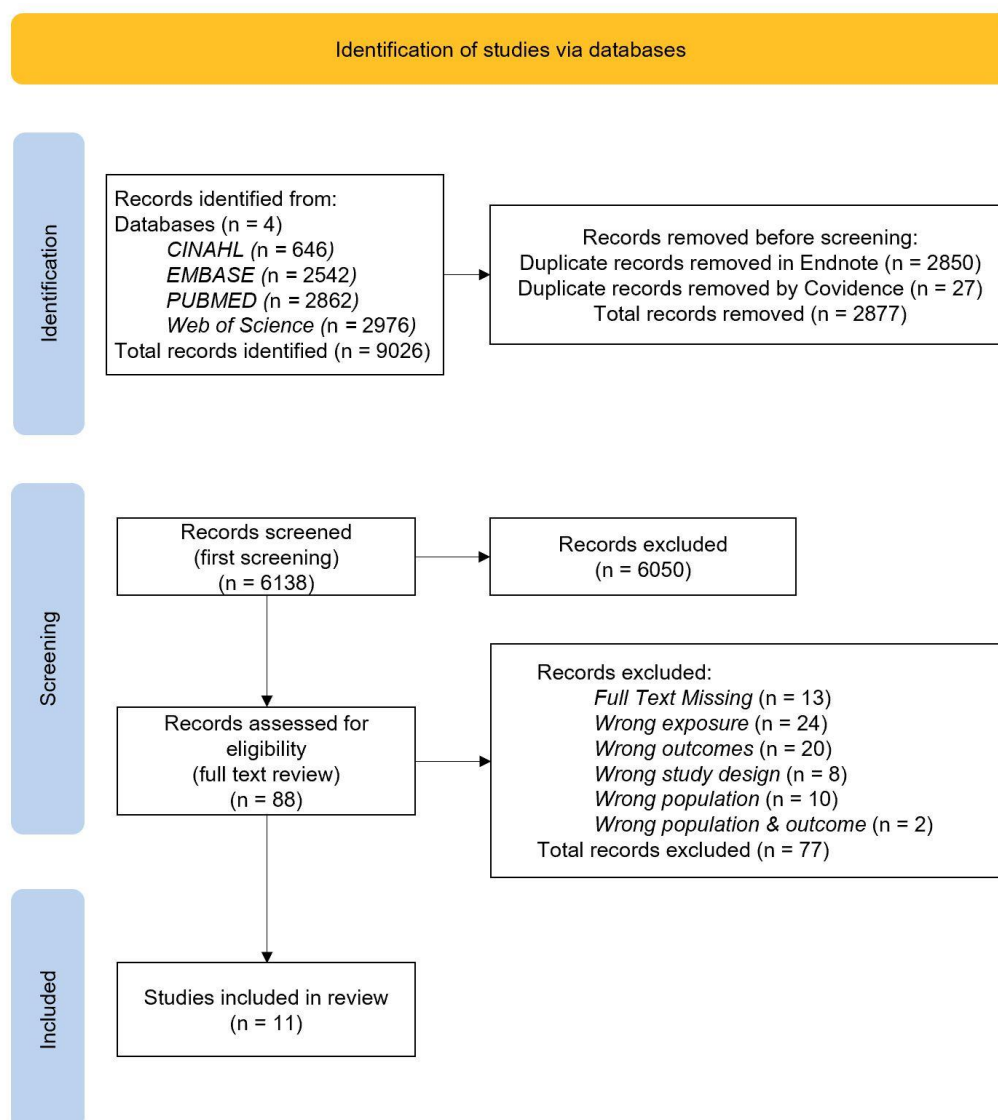 Identification of studies via databases
Identification
Records identified from:
Databases (n = 4)
CINAHL (n = 646)
EMBASE (n = 2542)
PUBMED (n = 2862)
Web of Science (n = 2976)
Total records identified (n = 9026)
Records removed before screening:
Duplicate records removed in Endnote (n = 2850)
Duplicate records removed by Covidence (n = 27)
Total records removed (n = 2877)
Screening
Records screened
(first screening)
(n = 6138)
Records excluded
(n = 6050)
Records assessed for
eligibility
(full text review)
(n = 88)
Records excluded:
Full Text Missing (n = 13)
Wrong exposure (n = 24)
Wrong outcomes (n = 20)
Wrong study design (n = 8)
Wrong population (n = 10)
Wrong population & outcome (n = 2)
Total records excluded (n = 77)
Included
Studies included in review
(n = 11)